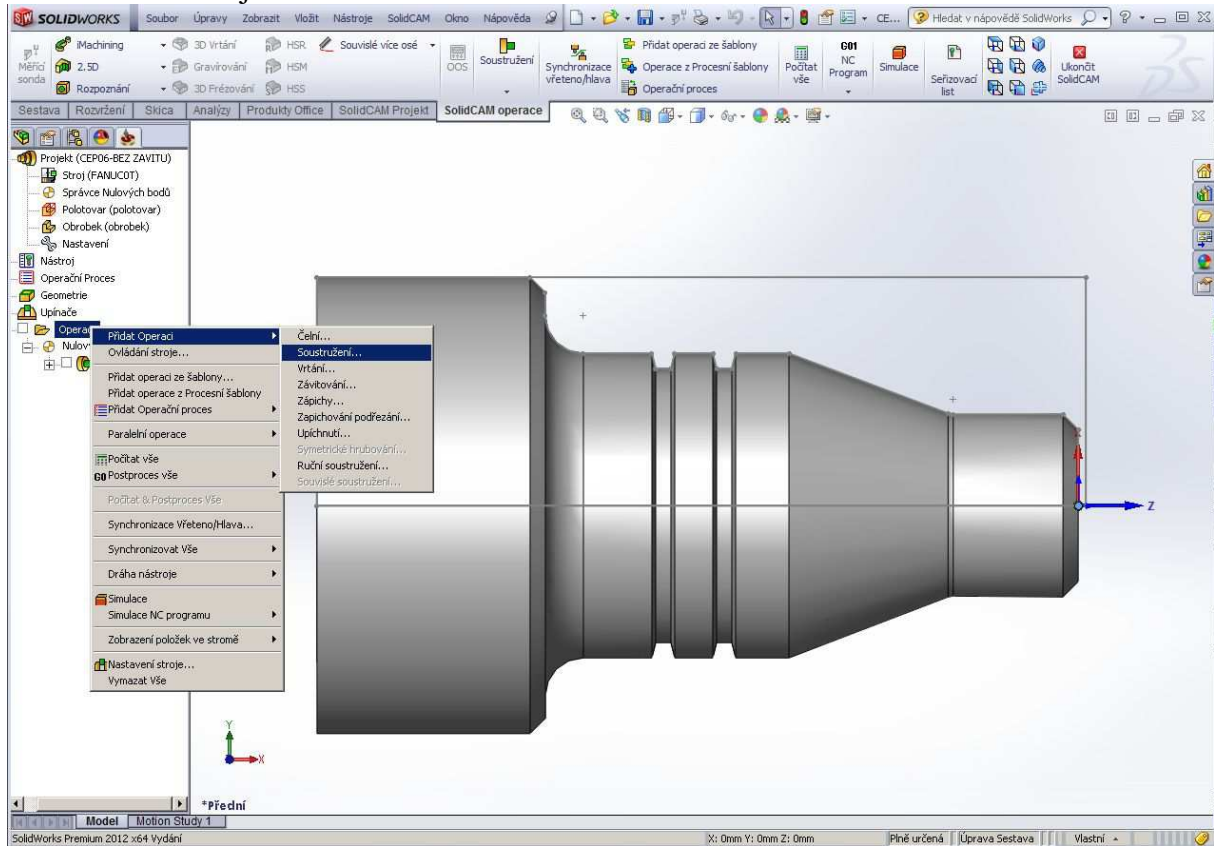 SOLIDWORKS Soubor Úpravy Zobrazit Vložit Nástroje SolidCAM Okno Nápověda CE... Hledat v nápovědě SolidWorks
iMachining 3D Vrtání HSR Souvislé více osé Přidat operaci ze šablony
Měřící sonda 2.5D Gravírování HSM OOS Soustružení Synchronizace vřeteno/hlava Operace z Procesní šablony Počítat vše G01 NC Program Simulace Seřizovací list Ukončit SolidCAM
Rozpoznání 3D Frézování HSS Operační proces
Sestava Rozvržení Skica Analýzy Produkty Office SolidCAM Projekt SolidCAM operace
Projekt (CEP06-BEZ ZAVITU)
Stroj (FANUC0T)
Správce Nulových bodů
Polotovar (polotovar)
Obrobek (obrobek)
Nastavení
Nástroj
Operační Proces
Geometrie
Upínače
Opera
Nulov
Přidat Operaci
Ovládání stroje...
Přidat operaci ze šablony...
Přidat operace z Procesní šablony
Přidat Operační proces
Paralelní operace
Počítat vše
GO Postproces vše
Počítat & Postproces Vše
Synchronizace Vřeteno/Hlava...
Synchronizovat Vše
Dráha nástroje
Simulace
Simulace NC programu
Zobrazení položek ve stromě
Nastavení stroje...
Vymazat Vše
Čelní...
Soustružení...
Vrtání...
Závitování...
Zápichy...
Zapichování podřezání...
Upíchnutí...
Symetrické hrubování...
Ruční soustružení...
Souvislé soustružení...
X
Z
Y
X
*Přední
Model Motion Study 1
SolidWorks Premium 2012 x64 Vydání X: 0mm Y: 0mm Z: 0mm Plně určená Úprava Sestava Vlastní